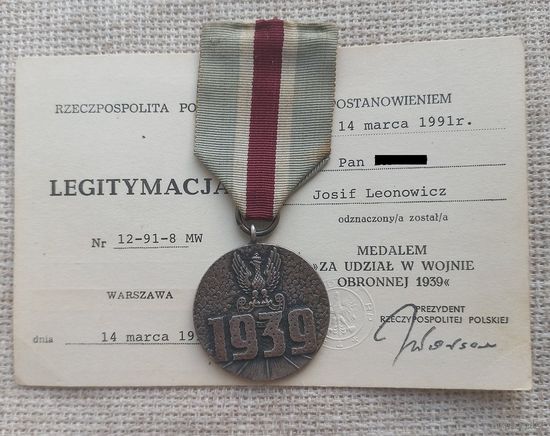 RZECZPOSPOLITA PO
LEGITYMACJA
Nr 12-91-8 MW
WARSZAWA
dnia 14 marca 19
POSTANOWIENIEM
14 marca 1991r.
Pan
Josif Leonowicz
odznaczony/a został/a
MEDALEM
»ZA UDZIAŁ W WOJNIE
OBRONNEJ 1939«
PREZYDENT
RZECZYPOSPOLITEJ POLSKIEJ
1939